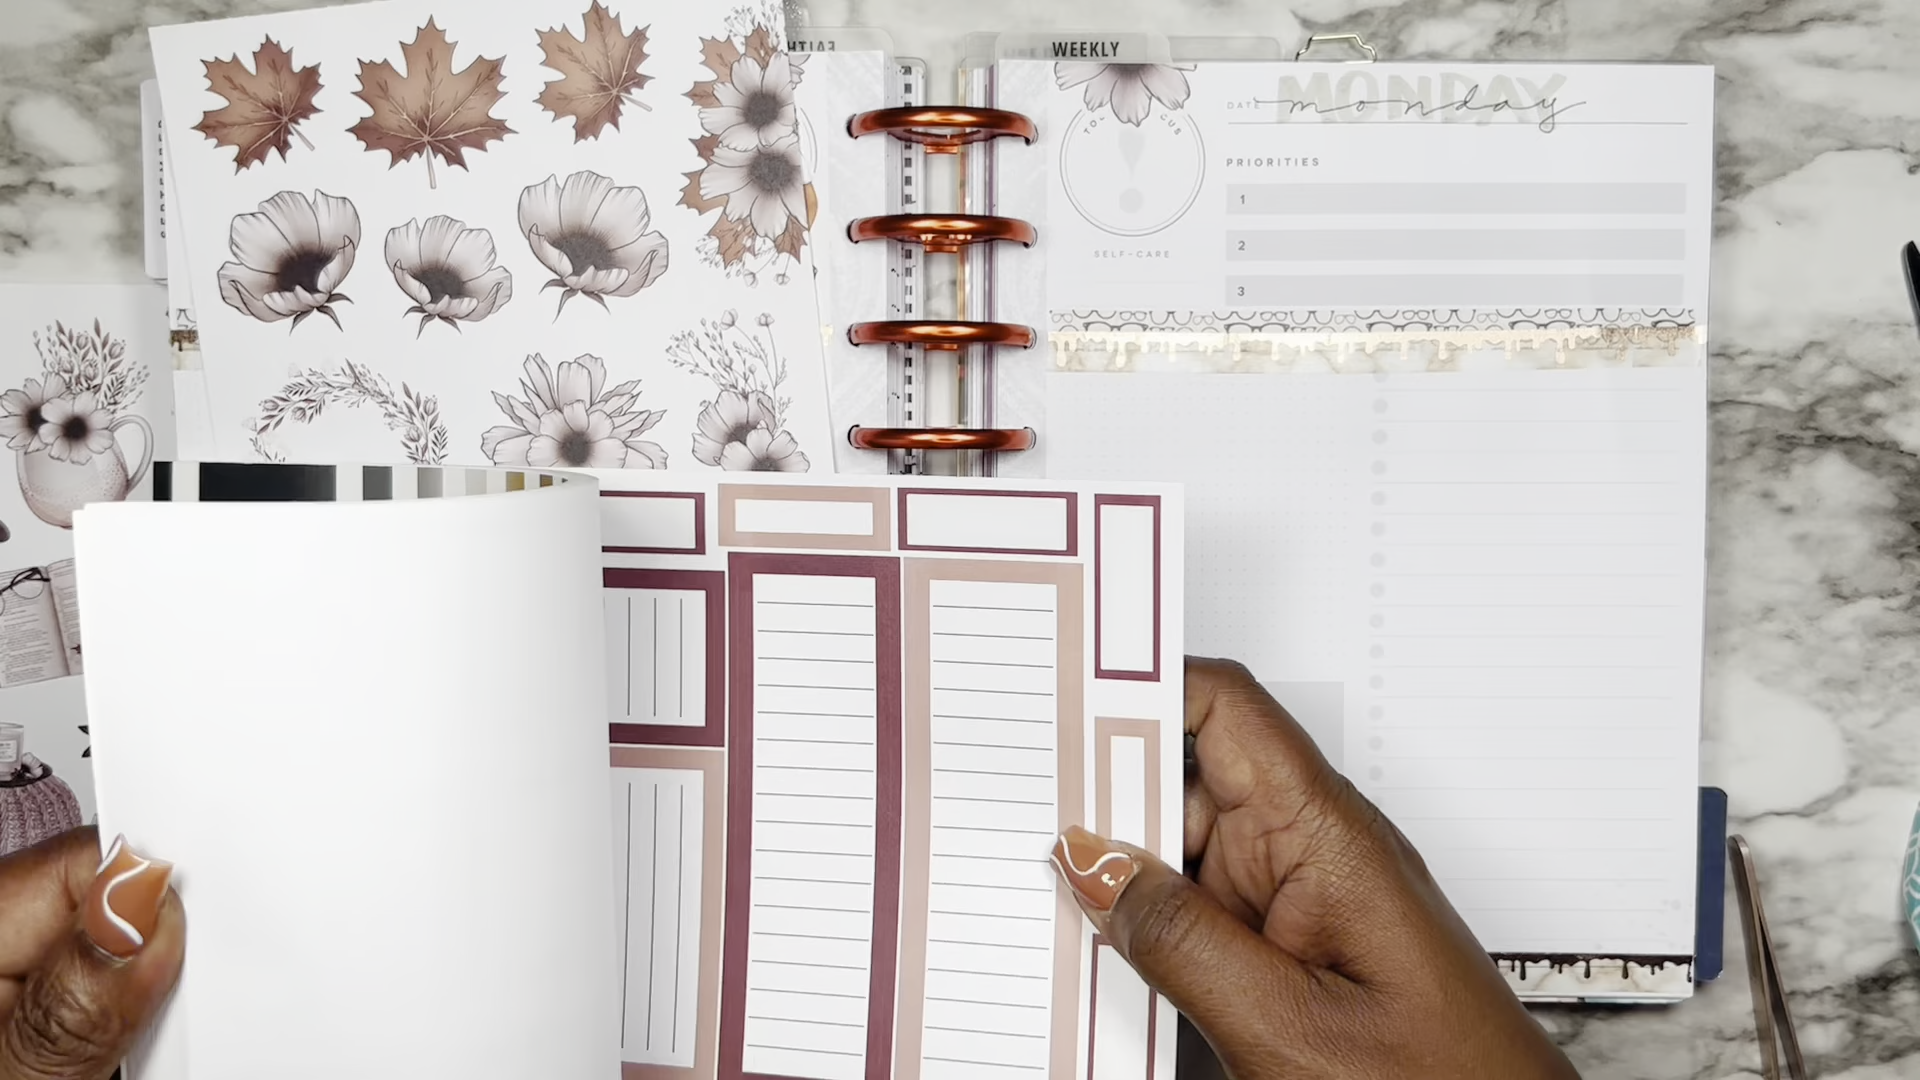 WEEKLY
DATE
MONDAY
monday
PRIORITIES
1
2
3
SELF-CARE